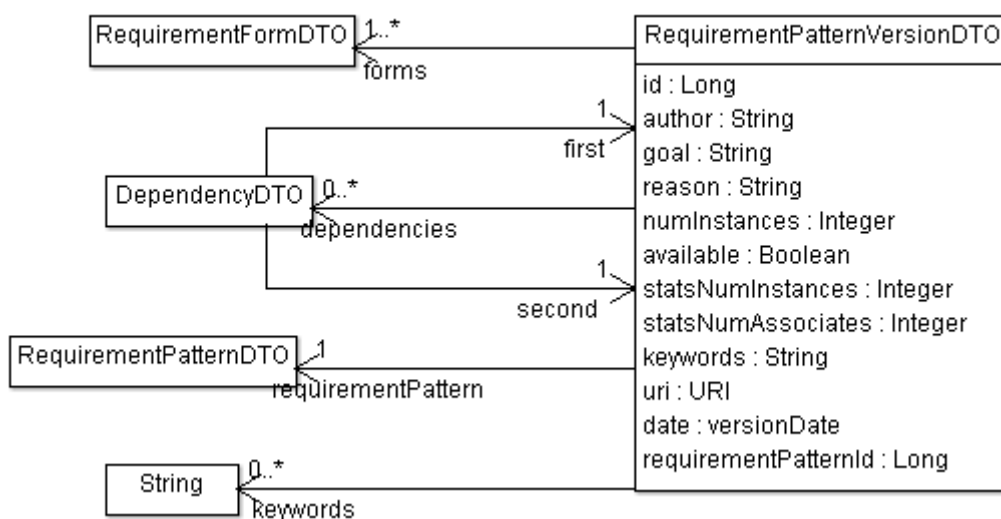 RequirementFormDTO
1..*
forms
RequirementPatternVersionDTO
id : Long
author : String
goal : String
reason : String
numInstances : Integer
available : Boolean
statsNumInstances : Integer
statsNumAssociates : Integer
keywords : String
uri : URI
date : versionDate
requirementPatternId : Long
1
first
DependencyDTO
0..*
dependencies
1
second
RequirementPatternDTO
1
requirementPattern
String
0..*
keywords